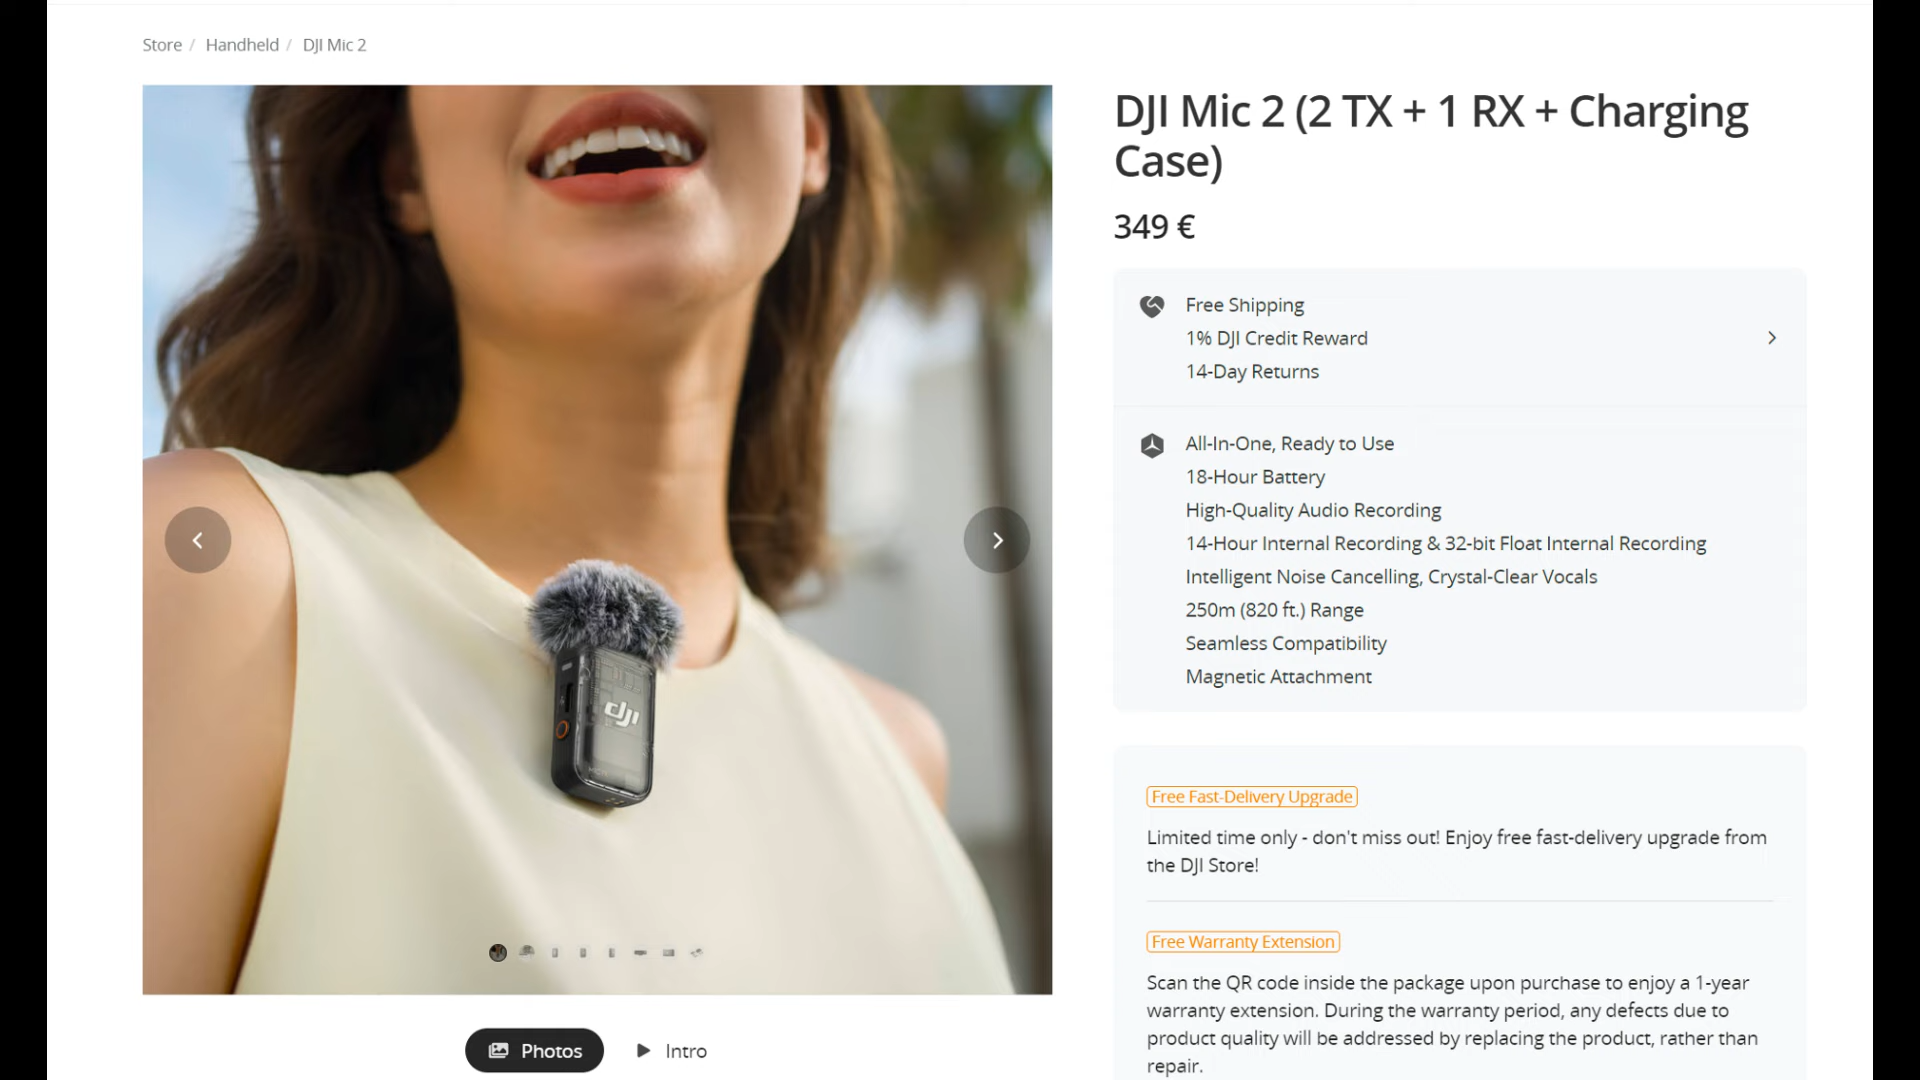 Store / Handheld / DJI Mic 2
DJI Mic 2 (2 TX + 1 RX + Charging
Case)
349 €
Free Shipping
1% DJI Credit Reward
14-Day Returns
All-In-One, Ready to Use
18-Hour Battery
High-Quality Audio Recording
14-Hour Internal Recording & 32-bit Float Internal Recording
Intelligent Noise Cancelling, Crystal-Clear Vocals
250m (820 ft.) Range
Seamless Compatibility
Magnetic Attachment
dji
Free Fast-Delivery Upgrade
Limited time only - don't miss out! Enjoy free fast-delivery upgrade from
the DJI Store!
Free Warranty Extension
Scan the QR code inside the package upon purchase to enjoy a 1-year
warranty extension. During the warranty period, any defects due to
product quality will be addressed by replacing the product, rather than
repair.
Photos
Intro